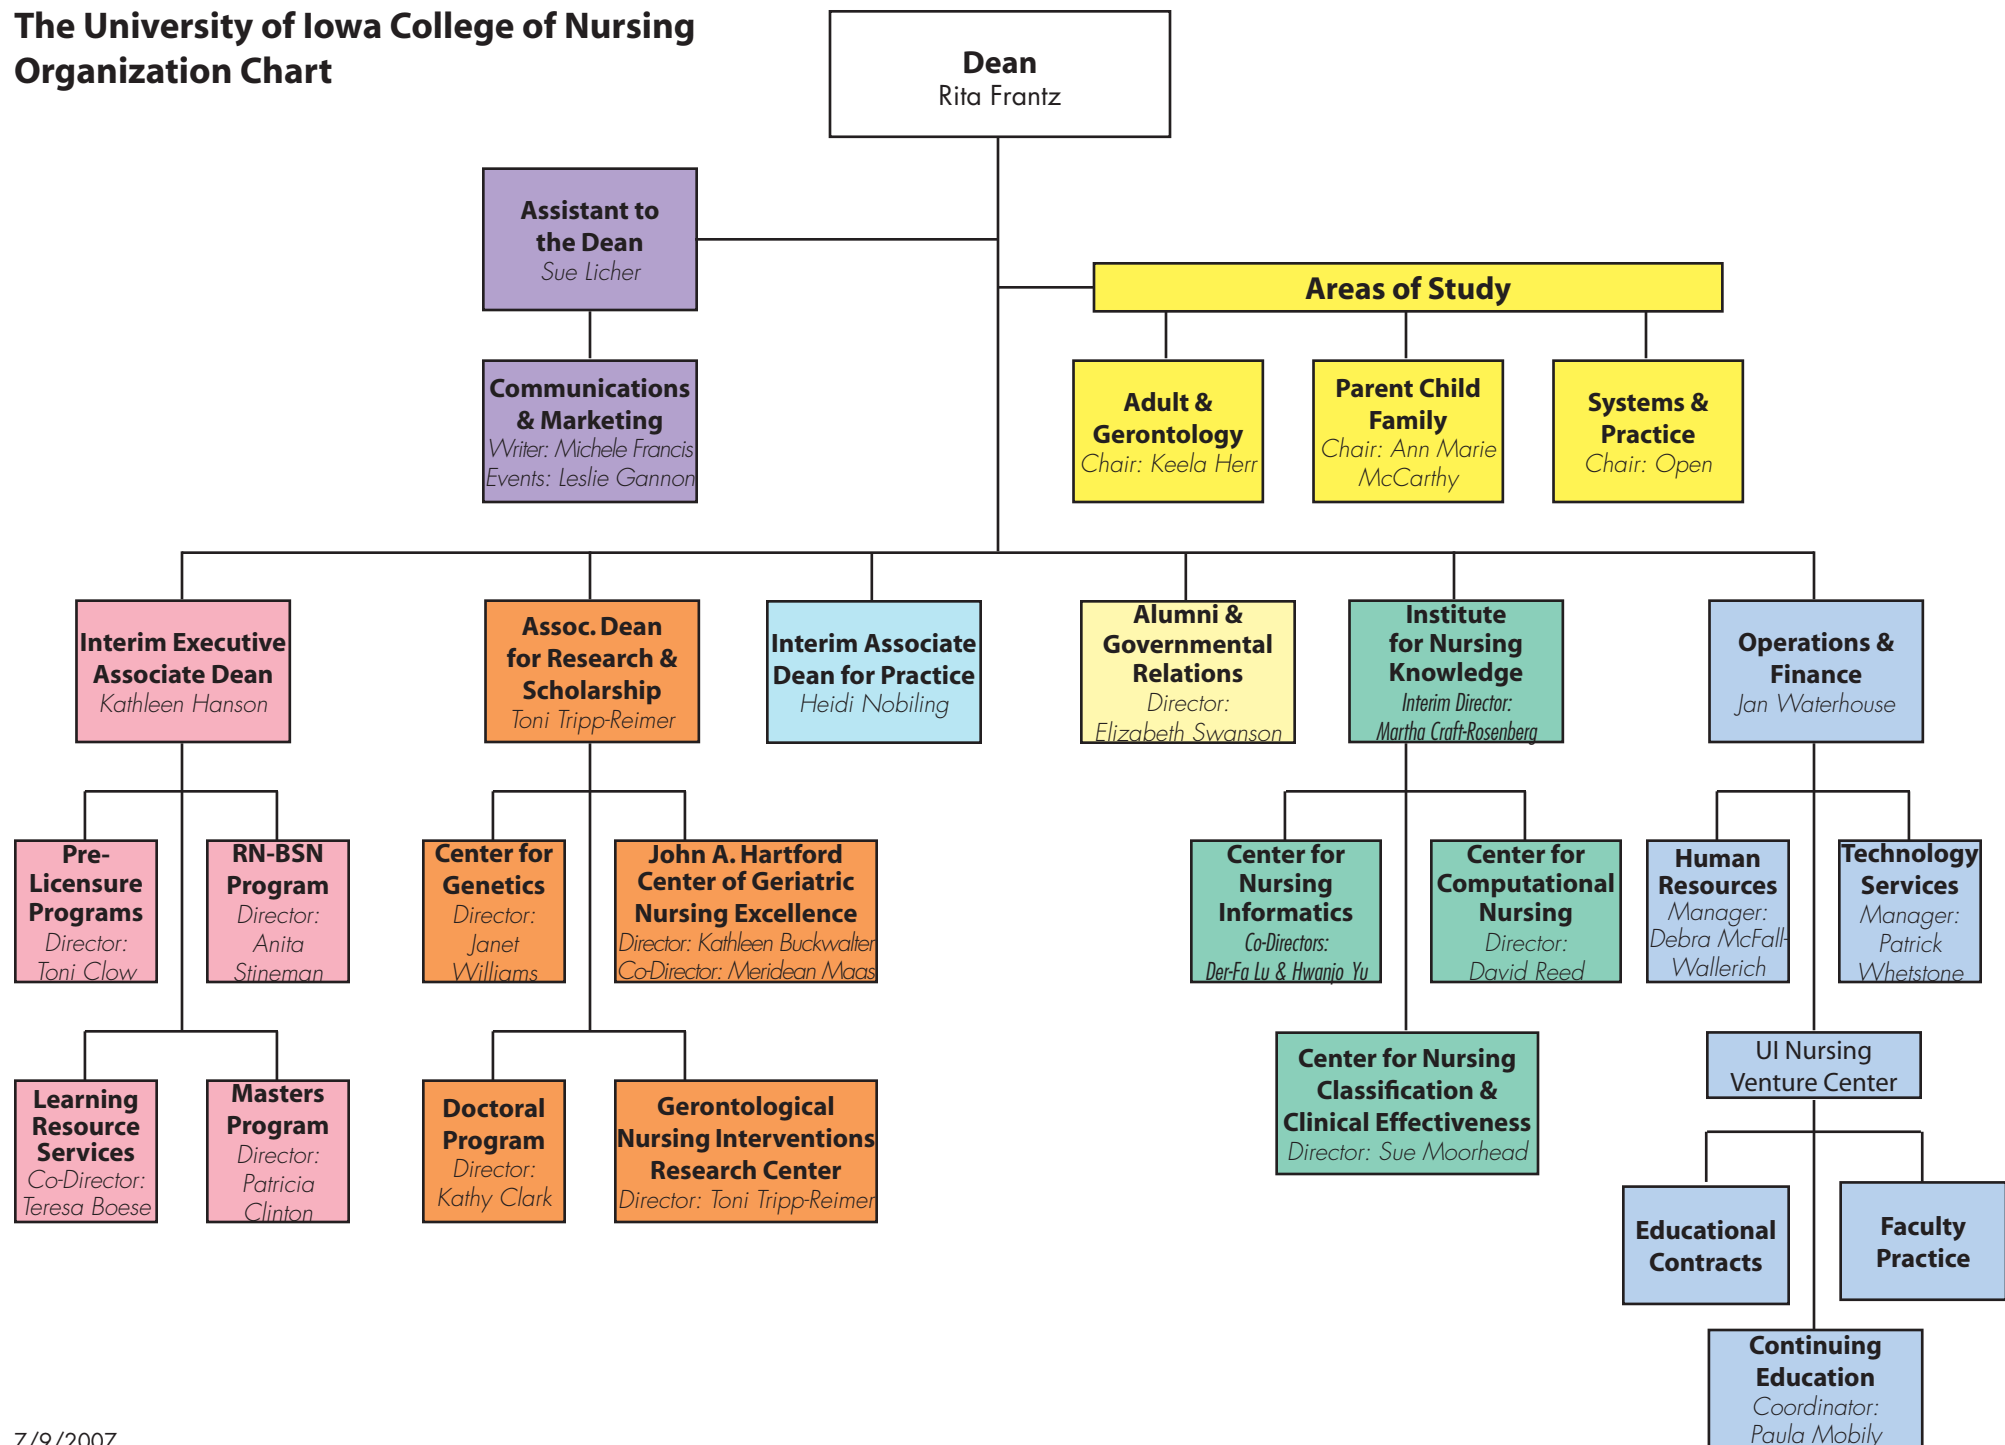 The University of Iowa College of Nursing
Organization Chart
Dean
Rita Frantz
Assistant to
the Dean
Sue Licher
Areas of Study
Communications
& Marketing
Writer: Michele Francis
Events: Leslie Gannon
Adult &
Gerontology
Chair: Keela Herr
Parent Child
Family
Chair: Ann Marie
McCarthy
Systems &
Practice
Chair: Open
Interim Executive
Associate Dean
Kathleen Hanson
Assoc. Dean
for Research &
Scholarship
Toni Tripp-Reimer
Interim Associate
Dean for Practice
Heidi Nobiling
Alumni &
Governmental
Relations
Director:
Elizabeth Swanson
Institute
for Nursing
Knowledge
Interim Director:
Martha Craft-Rosenberg
Operations &
Finance
Jan Waterhouse
Pre-
Licensure
Programs
Director:
Toni Clow
RN-BSN
Program
Director:
Anita
Stineman
Center for
Genetics
Director:
Janet
Williams
John A. Hartford
Center of Geriatric
Nursing Excellence
Director: Kathleen Buckwalter
Co-Director: Meridean Maas
Center for
Nursing
Informatics
Co-Directors:
Der-Fa Lu & Hwanjo Yu
Center for
Computational
Nursing
Director:
David Reed
Human
Resources
Manager:
Debra McFall-
Wallerich
Technology
Services
Manager:
Patrick
Whetstone
Learning
Resource
Services
Co-Director:
Teresa Boese
Masters
Program
Director:
Patricia
Clinton
Doctoral
Program
Director:
Kathy Clark
Gerontological
Nursing Interventions
Research Center
Director: Toni Tripp-Reimer
Center for Nursing
Classification &
Clinical Effectiveness
Director: Sue Moorhead
UI Nursing
Venture Center
Educational
Contracts
Faculty
Practice
Continuing
Education
Coordinator:
Paula Mobily
7/9/2007